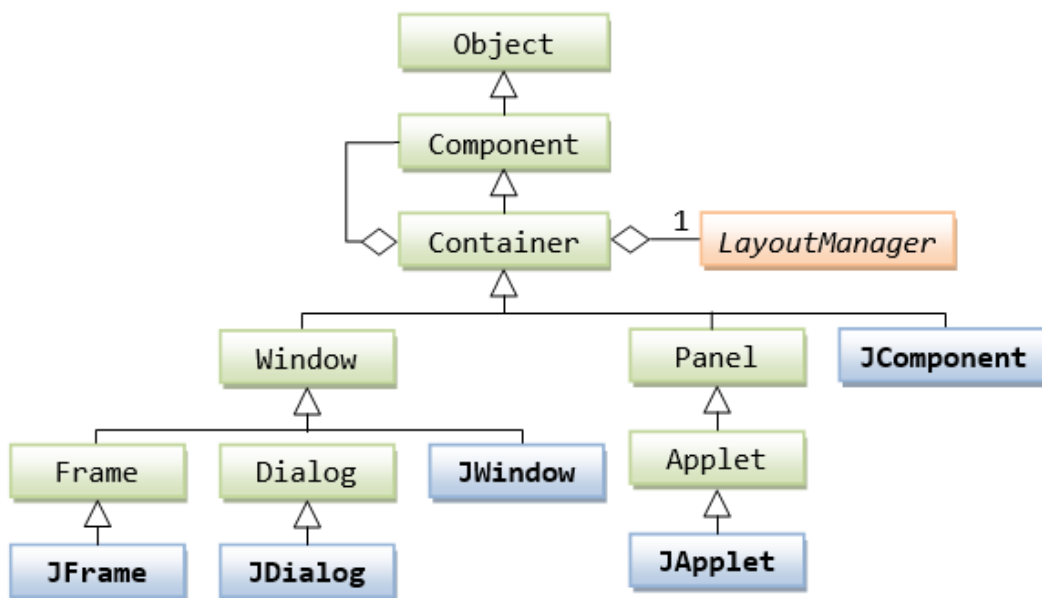 Object
Component
Container
1
LayoutManager
Window
Panel
JComponent
Frame
Dialog
JWindow
Applet
JFrame
JDialog
JApplet